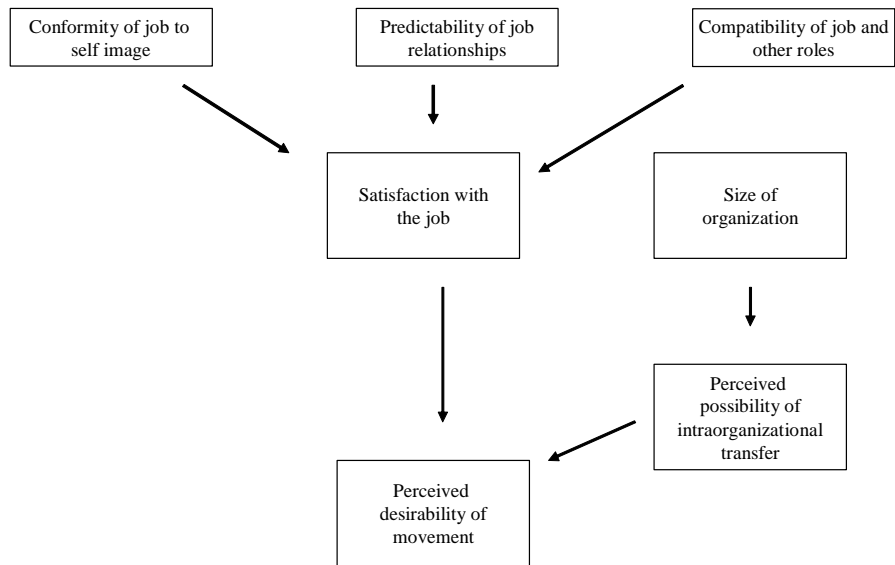 Conformity of job to
self image
Predictability of job
relationships
Compatibility of job and
other roles
Satisfaction with
the job
Size of
organization
Perceived
possibility of
intraorganizational
transfer
Perceived
desirability of
movement